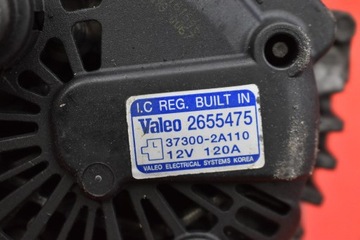 I.C REG. BUILT IN
Valeo 2655475
37300-2A110
12V 120A
VALEO ELECTRICAL SYSTEMS KOREA